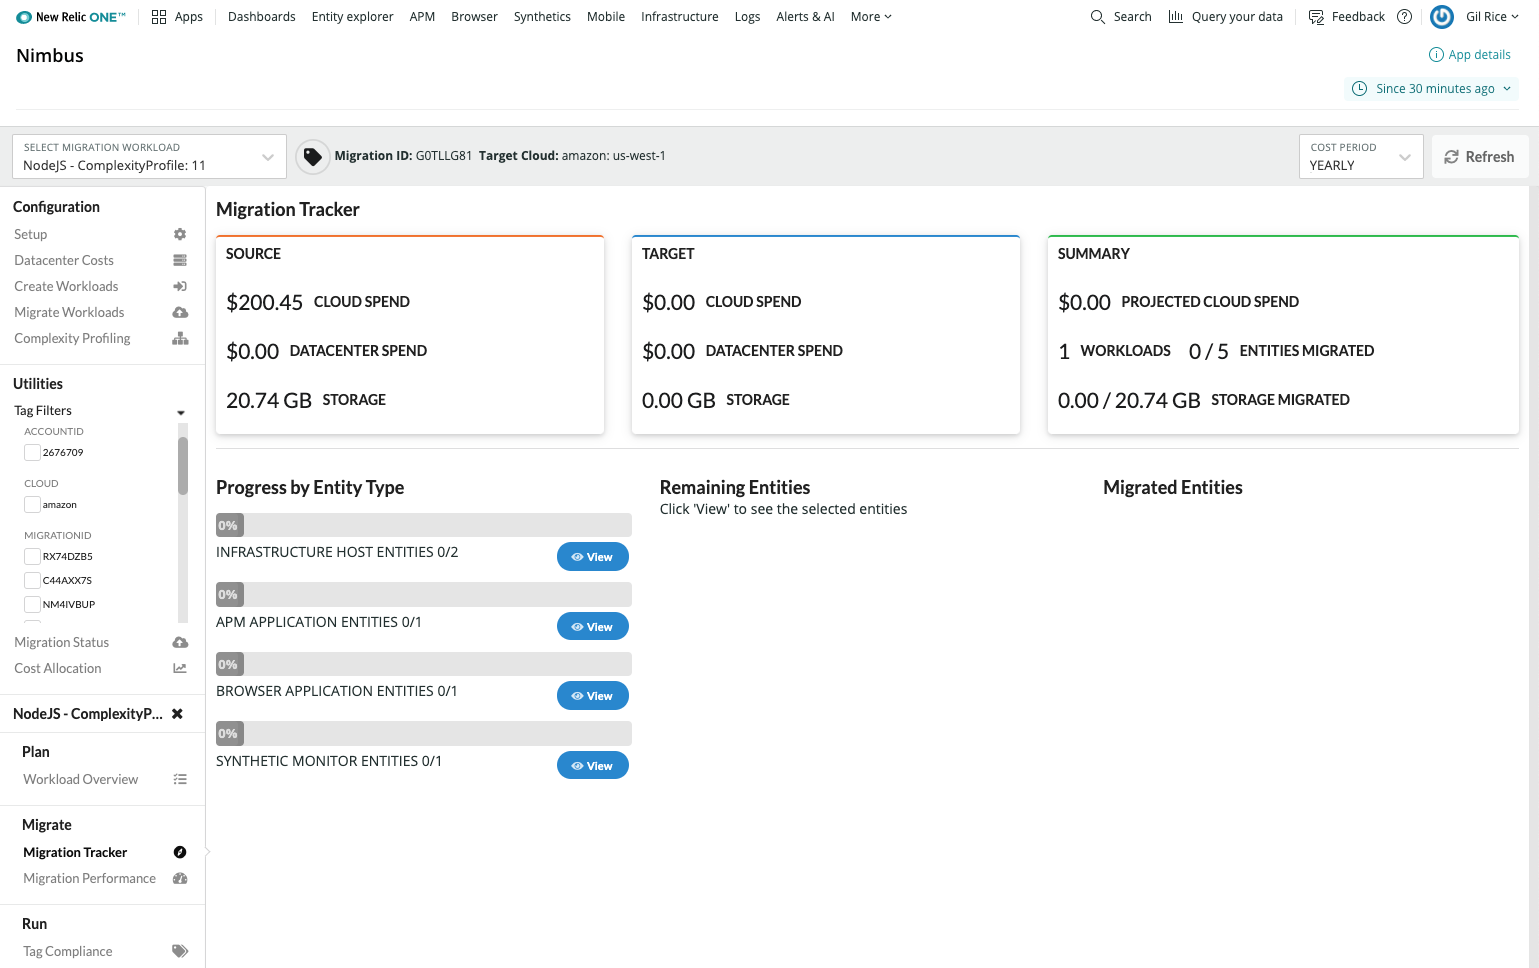 New Relic ONE™ Apps Dashboards Entity explorer APM Browser Synthetics Mobile Infrastructure Logs Alerts & AI More Search Query your data Feedback Gil Rice
Nimbus
App details
Since 30 minutes ago
SELECT MIGRATION WORKLOAD
NodeJS - ComplexityProfile: 11
Migration ID: G0TLLG81 Target Cloud: amazon: us-west-1
COST PERIOD
YEARLY
Refresh
Configuration
Setup
Datacenter Costs
Create Workloads
Migrate Workloads
Complexity Profiling
Utilities
Tag Filters
ACCOUNTID
2676709
CLOUD
amazon
MIGRATIONID
RX74DZB5
C44AXX7S
NM4IVBUP
Migration Status
Cost Allocation
NodeJS - ComplexityP...
Plan
Workload Overview
Migrate
Migration Tracker
Migration Performance
Run
Tag Compliance
Migration Tracker
SOURCE
$200.45 CLOUD SPEND
$0.00 DATACENTER SPEND
20.74 GB STORAGE
TARGET
$0.00 CLOUD SPEND
$0.00 DATACENTER SPEND
0.00 GB STORAGE
SUMMARY
$0.00 PROJECTED CLOUD SPEND
1 WORKLOADS 0 / 5 ENTITIES MIGRATED
0.00 / 20.74 GB STORAGE MIGRATED
Progress by Entity Type
0%
INFRASTRUCTURE HOST ENTITIES 0/2
View
0%
APM APPLICATION ENTITIES 0/1
View
0%
BROWSER APPLICATION ENTITIES 0/1
View
0%
SYNTHETIC MONITOR ENTITIES 0/1
View
Remaining Entities
Click 'View' to see the selected entities
Migrated Entities